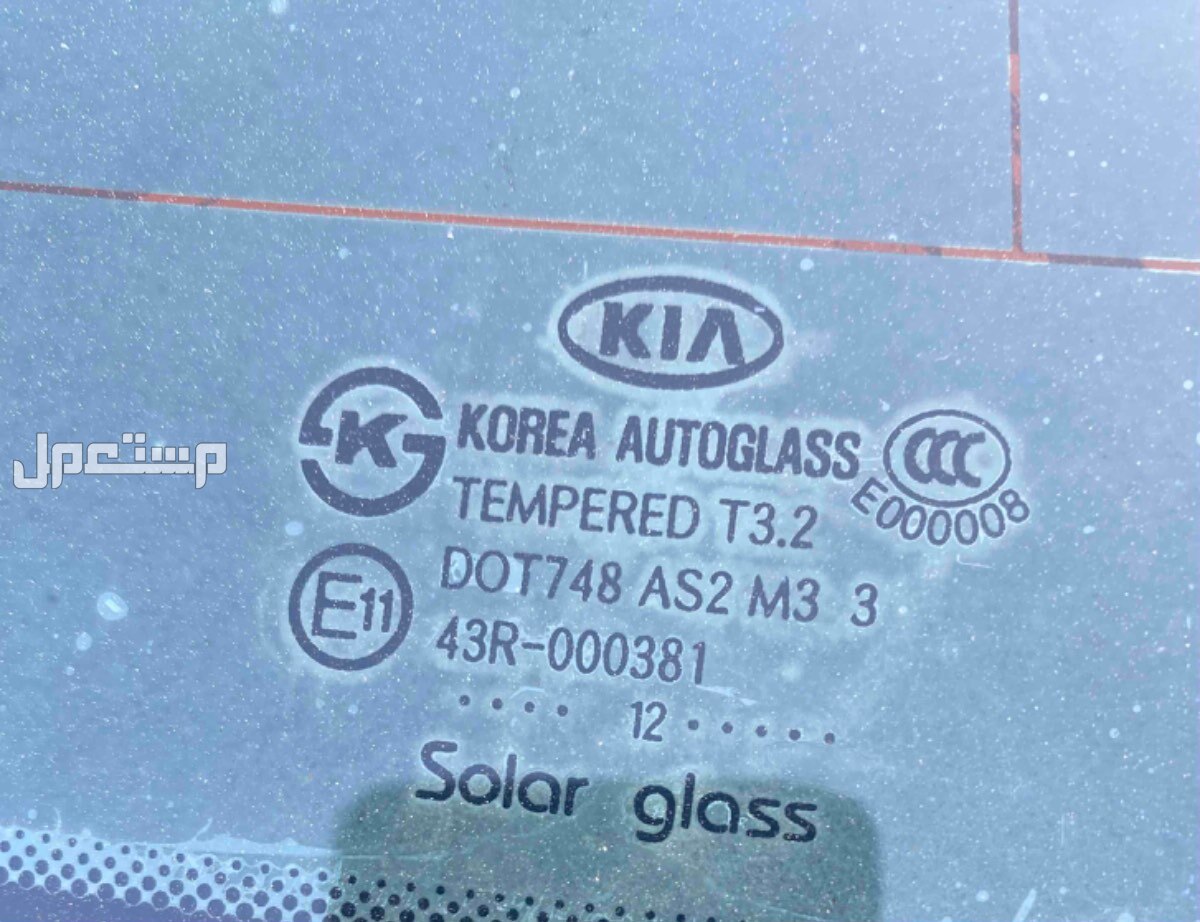 KIA
K KOREA AUTOGLASS CCC
TEMPERED T3.2 E000008
E11 DOT748 AS2 M3 3
43R-000381
.... 12.....
Solar glass
مستعمل